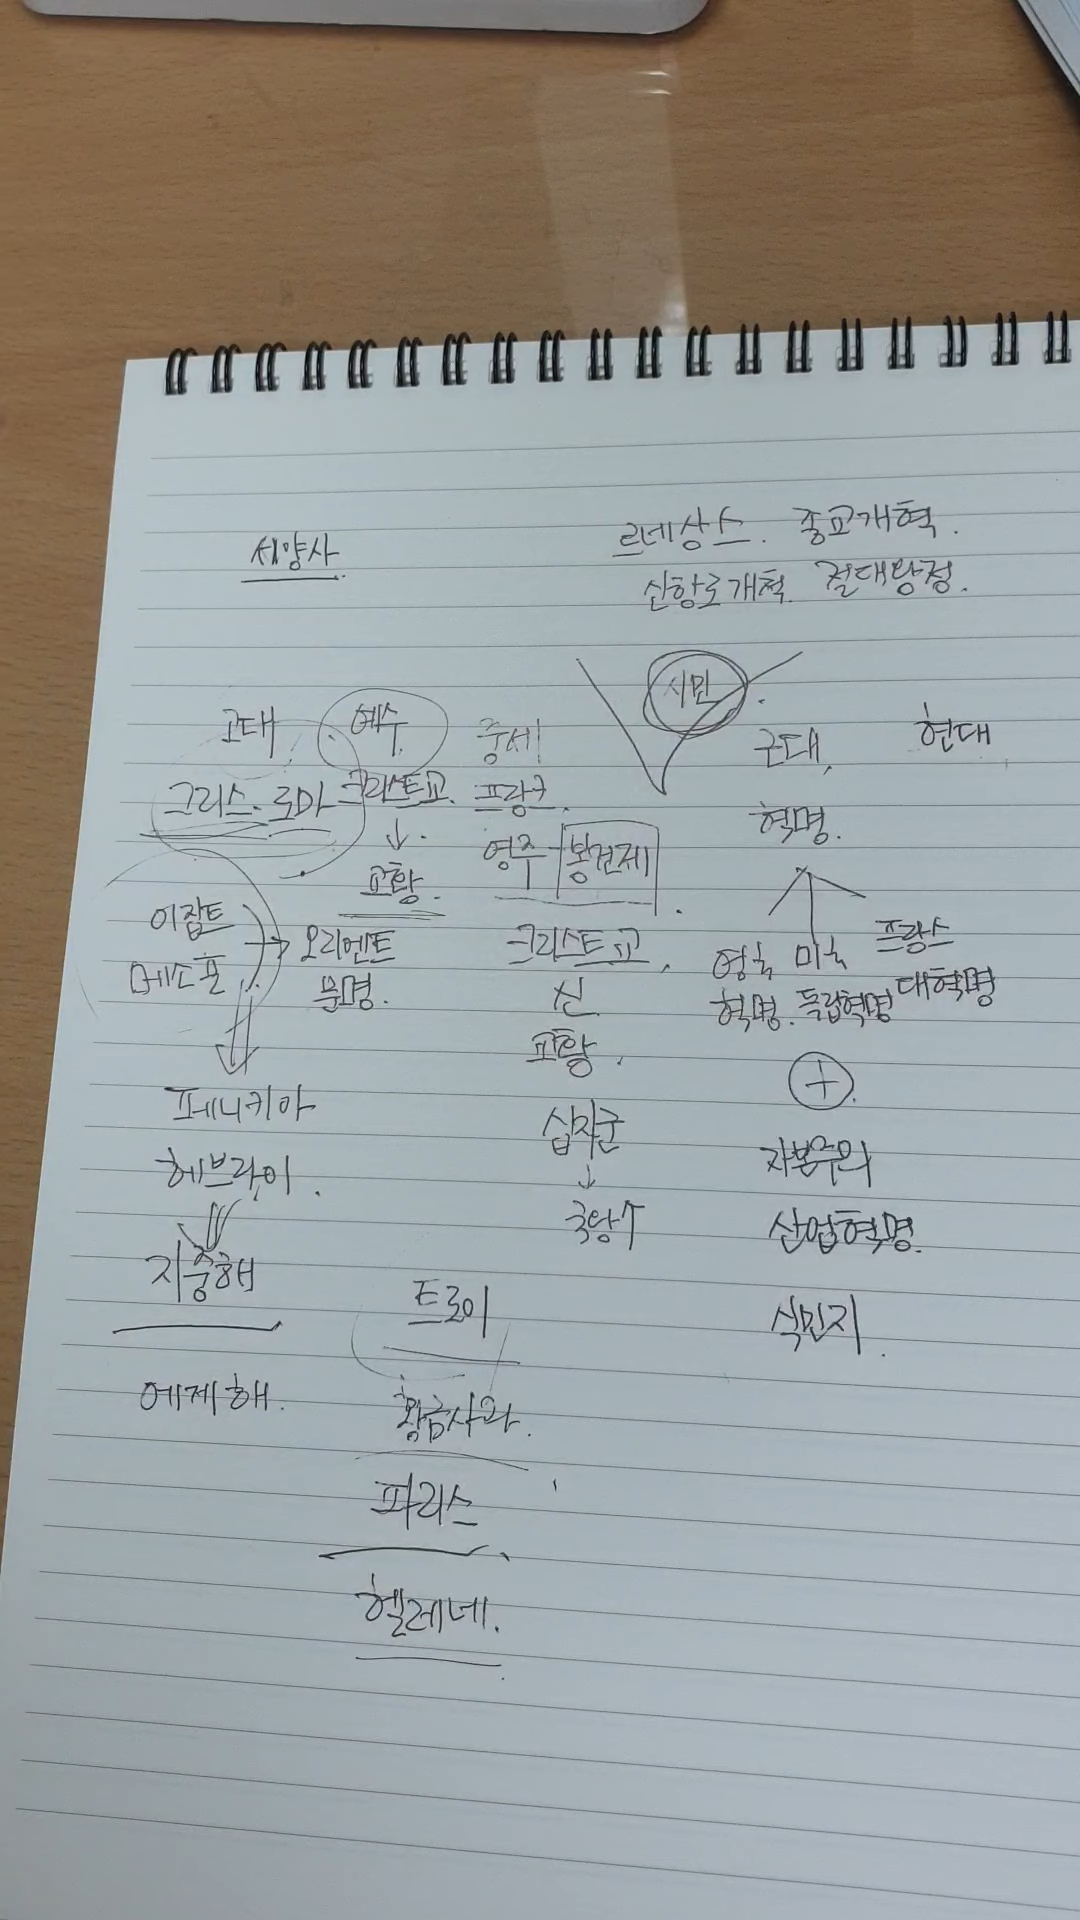 서양사.
르네상스. 종교개혁.
신항로개척. 절대왕정.
시민.
고대 예수 중세 근대, 현대
그리스. 로마 크리스트교. 프랑크.
↓. 혁명.
교황. 영주 봉건제.
이집트 → 오리엔트 문명.
메소포.
크리스트교,
신
교황.
영국 혁명. 미국 독립혁명 프랑스 대혁명
페니키아
헤브라이.
십자군
↓
국왕↑
+
자본주의
산업혁명.
식민지.
지중해
에게해.
트로이
황금사과.
파리스
헬레네.